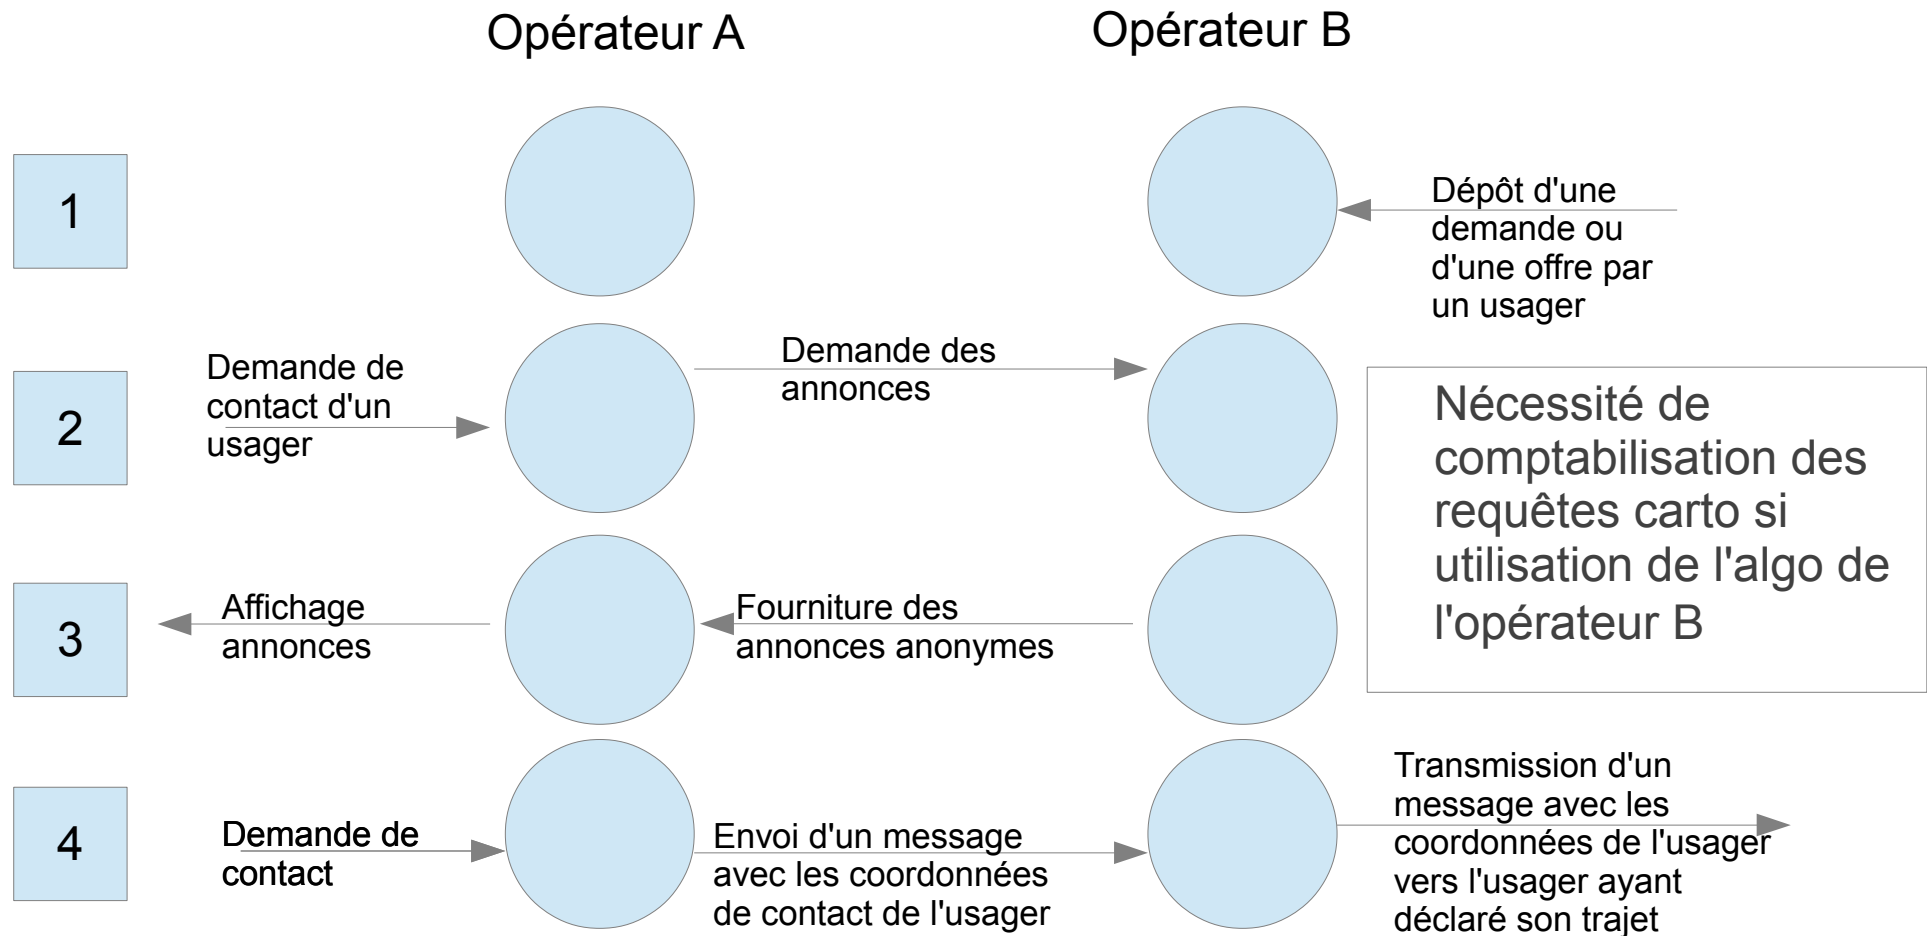 Opérateur A
Opérateur B
1
Dépôt d'une
demande ou
d'une offre par
un usager
2
Demande de
contact d'un
usager
Demande des
annonces
Nécessité de
comptabilisation des
requêtes carto si
utilisation de l'algo de
l'opérateur B
3
Affichage
annonces
Fourniture des
annonces anonymes
4
Demande de
contact
Envoi d'un message
avec les coordonnées
de contact de l'usager
Transmission d'un
message avec les
coordonnées de l'usager
vers l'usager ayant
déclaré son trajet